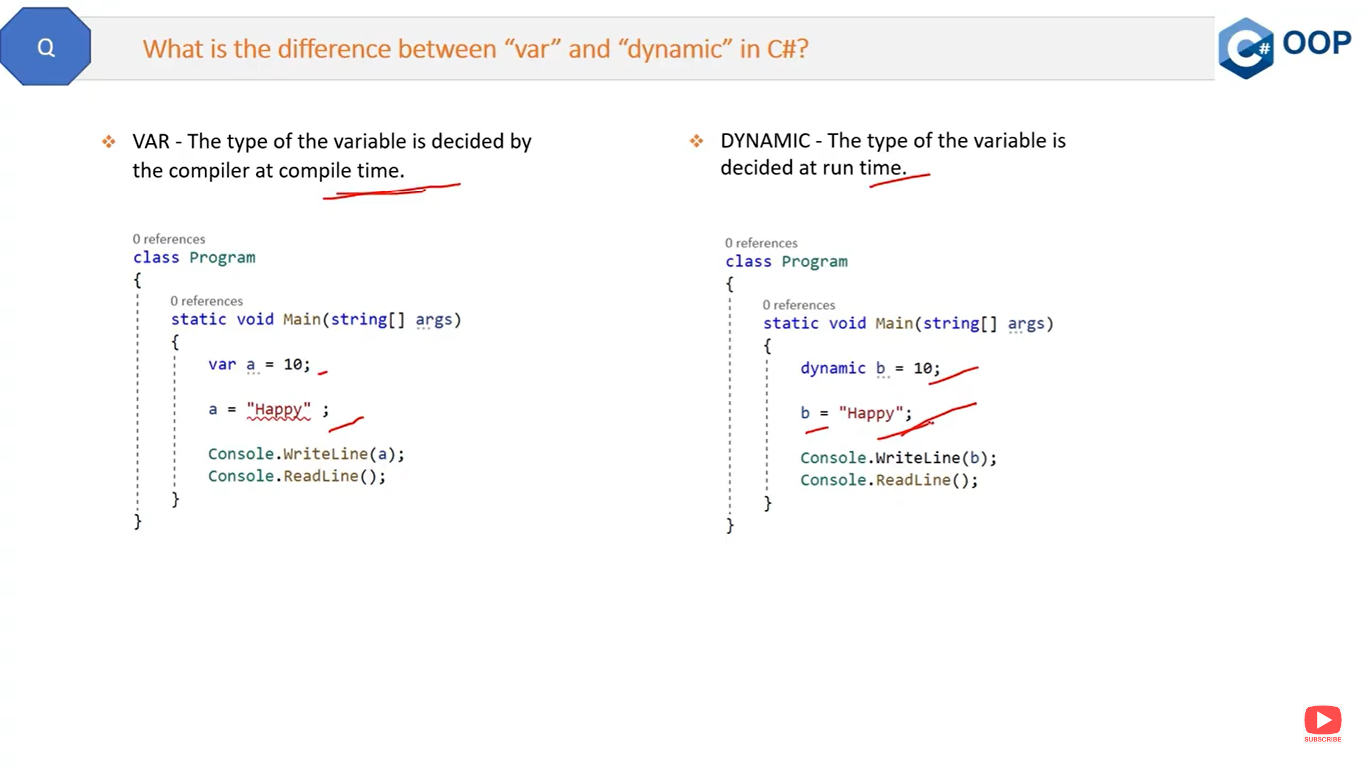 Q
What is the difference between “var” and “dynamic” in C#?
C# OOP
❖ VAR - The type of the variable is decided by
the compiler at compile time.
0 references
class Program
{
0 references
static void Main(string[] args)
{
var a = 10;
a = "Happy" ;
Console.WriteLine(a);
Console.ReadLine();
}
}
❖ DYNAMIC - The type of the variable is
decided at run time.
0 references
class Program
{
0 references
static void Main(string[] args)
{
dynamic b = 10;
b = "Happy";
Console.WriteLine(b);
Console.ReadLine();
}
}
SUBSCRIBE